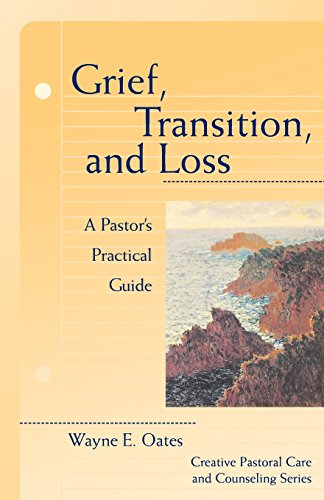 Grief,
Transition,
and Loss
A Pastor's
Practical
Guide
Wayne E. Oates
Creative Pastoral Care
and Counseling Series